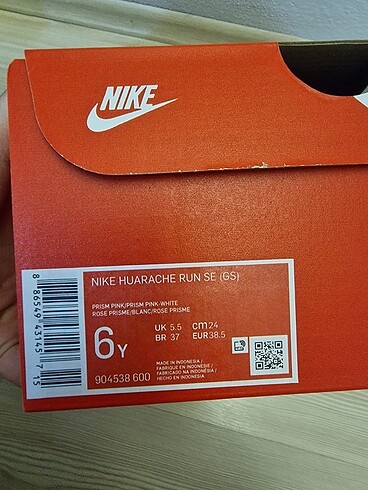 NIKE
NIKE HUARACHE RUN SE (GS)
PRISM PINK/PRISM PINK-WHITE
ROSE PRISME/BLANC/ROSE PRISME
6Y
UK 5.5 cm 24
BR 37 EUR 38.5
904538 600
MADE IN INDONESIA/
FABRIQUE EN INDONESIE/
FABRICADO NA INDONÉSIA/
HECHO EN INDONESIA
8 86549 43145 7 15